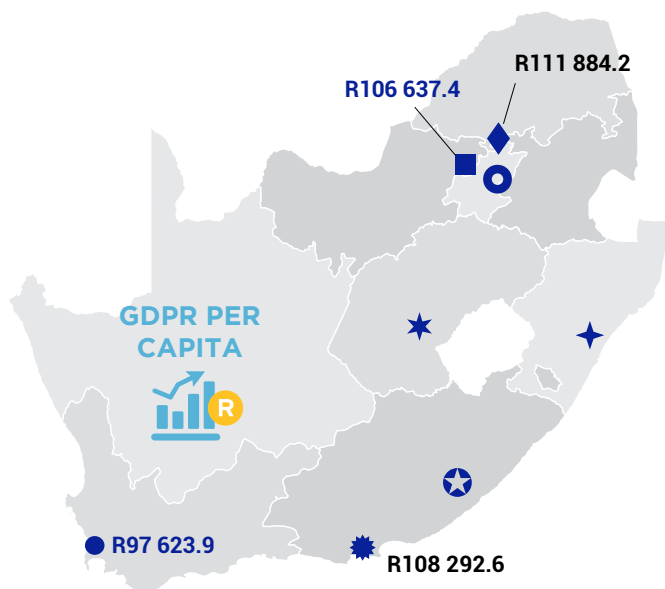 R111 884.2
R106 637.4
GDPR PER
CAPITA
R
R97 623.9
R108 292.6